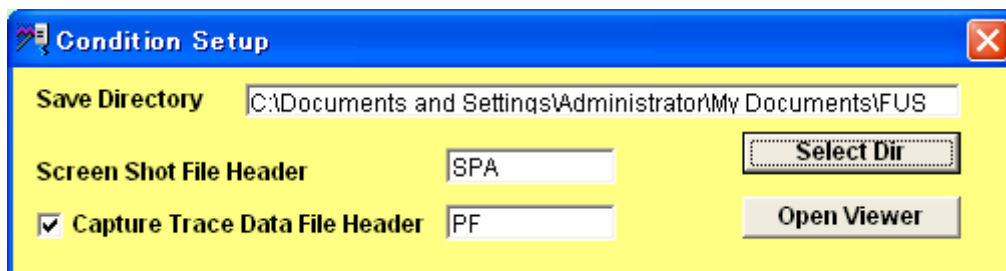 Condition Setup
Save Directory C:\Documents and Settings\Administrator\My Documents\FUS
Select Dir
Screen Shot File Header SPA
Capture Trace Data File Header PF
Open Viewer